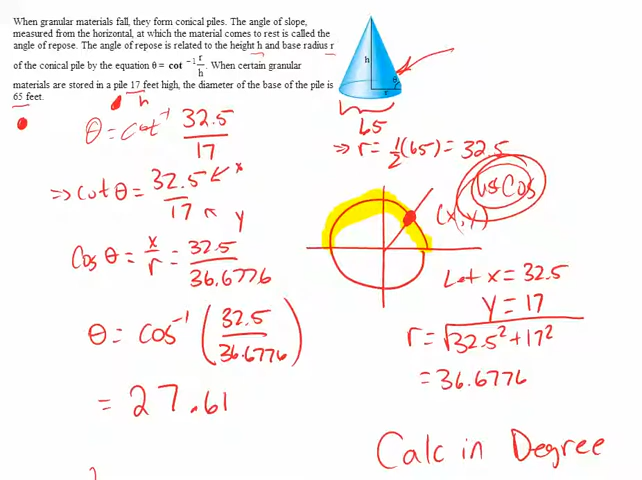 When granular materials fall, they form conical piles. The angle of slope,
measured from the horizontal, at which the material comes to rest is called the
angle of repose. The angle of repose is related to the height h and base radius r
of the conical pile by the equation θ = cot⁻¹ r/h. When certain granular
materials are stored in a pile 17 feet high, the diameter of the base of the pile is
65 feet.
h
r
θ
h
65
θ = cot⁻¹ 32.5/17
⇒ r = ½(65) = 32.5
⇒ cot θ = 32.5/17
x
y
Use Cos
(x, y)
Cos θ = x/r = 32.5/36.6776
Let x = 32.5
y = 17
θ = cos⁻¹ (32.5/36.6776)
r = √32.5² + 17²
= 36.6776
= 27.61
Calc in Degree